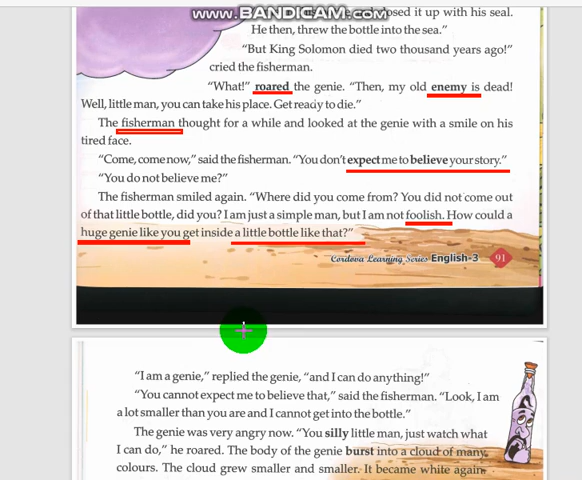 www.BANDICAM.com
closed it up with his seal.
He then, threw the bottle into the sea.”
“But King Solomon died two thousand years ago!”
cried the fisherman.
“What!” roared the genie. “Then, my old enemy is dead!
Well, little man, you can take his place. Get ready to die.”
The fisherman thought for a while and looked at the genie with a smile on his
tired face.
“Come, come now,” said the fisherman. “You don’t expect me to believe your story.”
“You do not believe me?”
The fisherman smiled again. “Where did you come from? You did not come out
of that little bottle, did you? I am just a simple man, but I am not foolish. How could a
huge genie like you get inside a little bottle like that?”
Cordova Learning Series English-3 91
“I am a genie,” replied the genie, “and I can do anything!”
“You cannot expect me to believe that,” said the fisherman. “Look, I am
a lot smaller than you are and I cannot get into the bottle.”
The genie was very angry now. “You silly little man, just watch what
I can do,” he roared. The body of the genie burst into a cloud of many
colours. The cloud grew smaller and smaller. It became white again